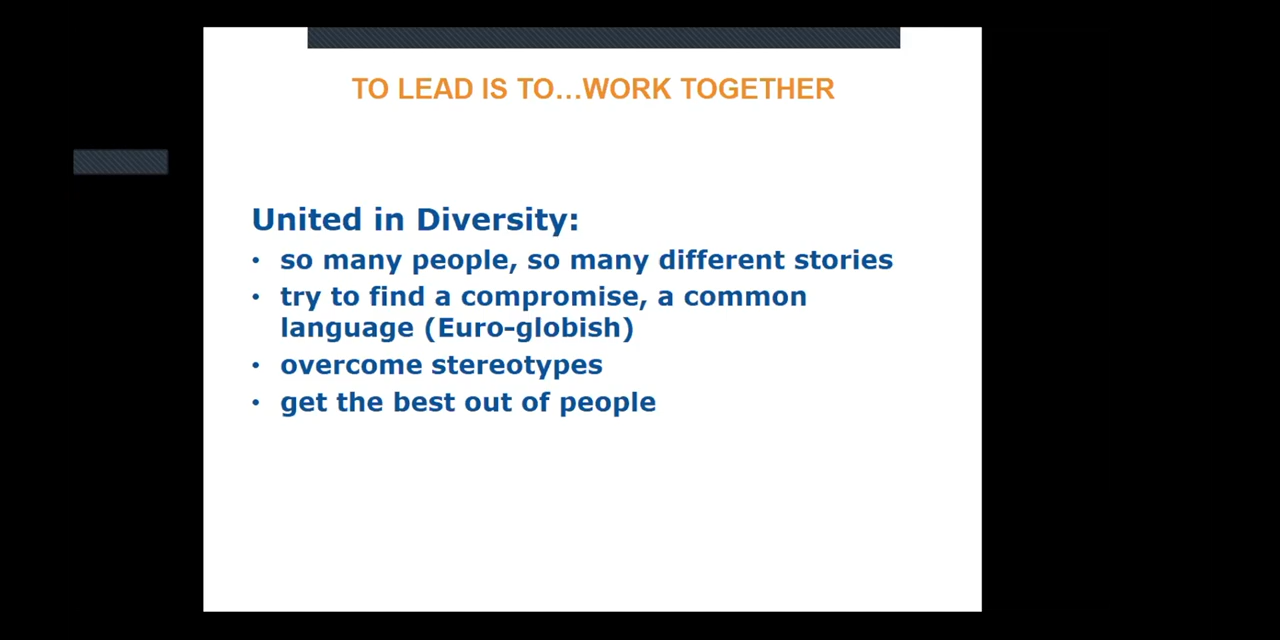 TO LEAD IS TO...WORK TOGETHER
United in Diversity:
• so many people, so many different stories
• try to find a compromise, a common
language (Euro-globish)
• overcome stereotypes
• get the best out of people